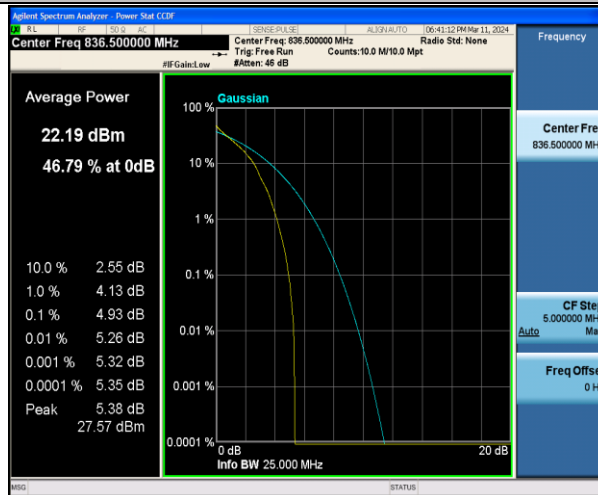 Agilent Spectrum Analyzer - Power Stat CCDF
RL RF 50 Ω AC SENSE:PULSE ALIGN AUTO 06:41:12 PM Mar 11, 2024
Center Freq 836.500000 MHz
Center Freq: 836.500000 MHz Radio Std: None
Trig: Free Run Counts:10.0 M/10.0 Mpt
#IFGain:Low #Atten: 46 dB
Frequency
Average Power
22.19 dBm
46.79 % at 0dB
10.0 % 2.55 dB
1.0 % 4.13 dB
0.1 % 4.93 dB
0.01 % 5.26 dB
0.001 % 5.32 dB
0.0001 % 5.35 dB
Peak 5.38 dB
27.57 dBm
Gaussian
100 %
10 %
1 %
0.1 %
0.01 %
0.001 %
0.0001 %
0 dB 20 dB
Info BW 25.000 MHz
Center Fre
836.500000 MH
CF Ste
5.000000 MH
Auto Ma
Freq Offse
0 H
MSG STATUS